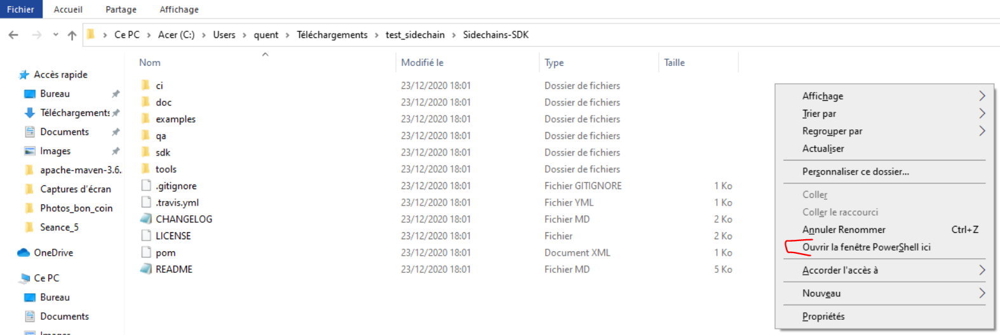 Fichier Accueil Partage Affichage
Ce PC > Acer (C:) > Users > quent > Téléchargements > test_sidechain > Sidechains-SDK
Accès rapide
Bureau
Téléchargements
Documents
Images
apache-maven-3.6.
Captures d'écran
Photos_bon_coin
Seance_5
OneDrive
Ce PC
Bureau
Documents
Images
Nom Modifié le Type Taille
ci 23/12/2020 18:01 Dossier de fichiers
doc 23/12/2020 18:01 Dossier de fichiers
examples 23/12/2020 18:01 Dossier de fichiers
qa 23/12/2020 18:01 Dossier de fichiers
sdk 23/12/2020 18:01 Dossier de fichiers
tools 23/12/2020 18:01 Dossier de fichiers
.gitignore 23/12/2020 18:01 Fichier GITIGNORE 1 Ko
.travis.yml 23/12/2020 18:01 Fichier YML 1 Ko
CHANGELOG 23/12/2020 18:01 Fichier MD 2 Ko
LICENSE 23/12/2020 18:01 Fichier 2 Ko
pom 23/12/2020 18:01 Document XML 1 Ko
README 23/12/2020 18:01 Fichier MD 5 Ko
Affichage
Trier par
Regrouper par
Actualiser
Personnaliser ce dossier...
Coller
Coller le raccourci
Annuler Renommer Ctrl+Z
Ouvrir la fenêtre PowerShell ici
Accorder l'accès à
Nouveau
Propriétés